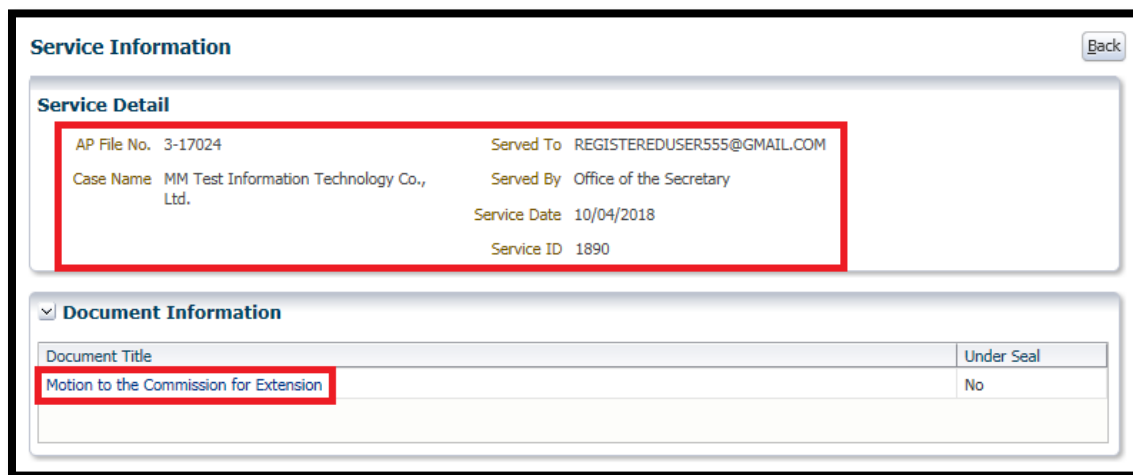 Service Information
Back
Service Detail
AP File No. 3-17024
Served To REGISTEREDUSER555@GMAIL.COM
Case Name MM Test Information Technology Co.,
Ltd.
Served By Office of the Secretary
Service Date 10/04/2018
Service ID 1890
Document Information
Document Title Under Seal
Motion to the Commission for Extension No